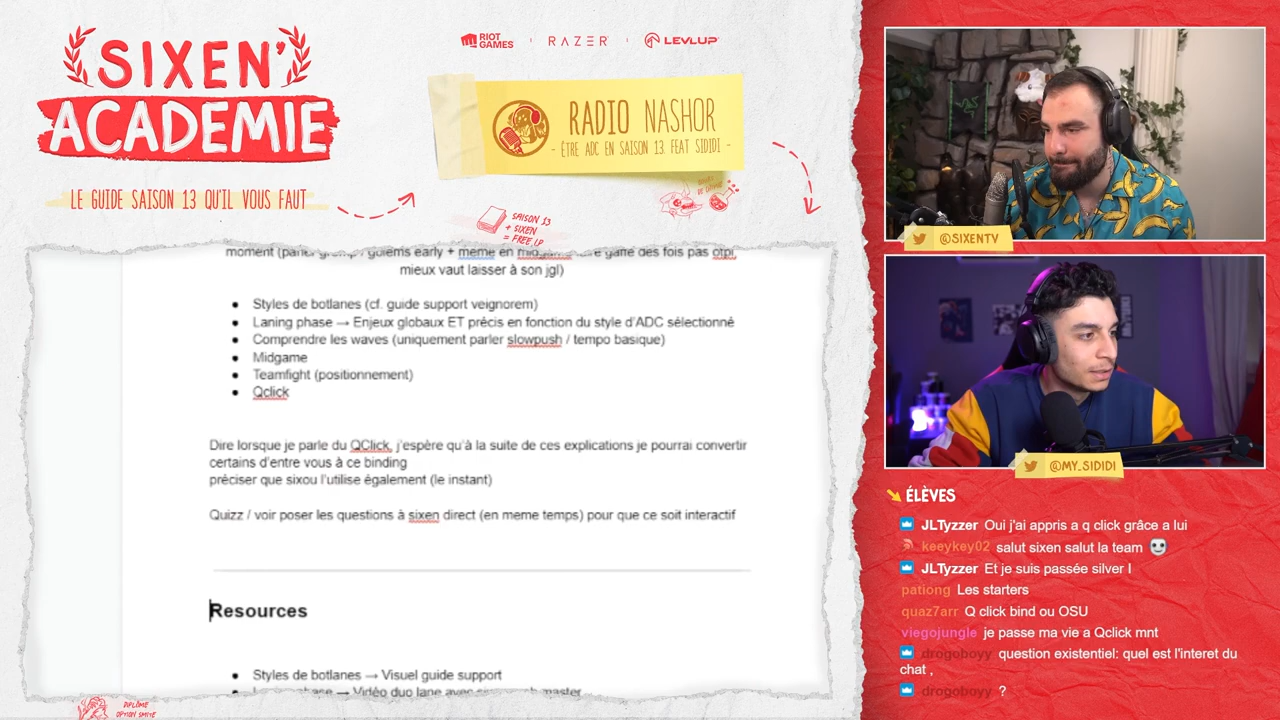 SIXEN'
ACADEMIE
LE GUIDE SAISON 13 QU'IL VOUS FAUT
RIOT
GAMES
RAZER
LEVLUP
RADIO NASHOR
- ÊTRE ADC EN SAISON 13. FEAT SIDIDI -
SAISON 13
+ SIXEN
= FREE LP
mieux vaut laisser à son jgl)
● Styles de botlanes (cf. guide support veignorem)
● Laning phase → Enjeux globaux ET précis en fonction du style d'ADC sélectionné
● Comprendre les waves (uniquement parler slowpush / tempo basique)
● Midgame
● Teamfight (positionnement)
● Qclick
Dire lorsque je parle du QClick, j'espère qu'à la suite de ces explications je pourrai convertir
certains d'entre vous à ce binding
préciser que sixou l'utilise également (le instant)
Quizz / voir poser les questions à sixen direct (en meme temps) pour que ce soit interactif
Resources
● Styles de botlanes → Visuel guide support
DIPLÔME
OPTION SMITE
@SIXENTV
@MY_SIDIDI
ÉLÈVES
JLTyzzer Oui j'ai appris a q click grâce a lui
keeykey02 salut sixen salut la team
JLTyzzer Et je suis passée silver I
pationg Les starters
quaz7arr Q click bind ou OSU
viegojungle je passe ma vie a Qclick mnt
drogoboyy question existentiel: quel est l'interet du
chat ,
drogoboyy ?